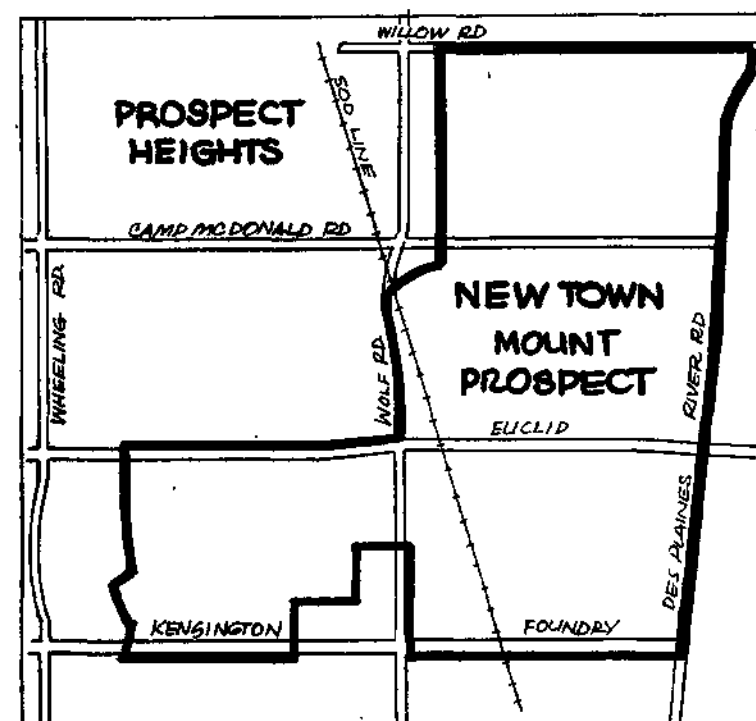 WILLOW RD
SOO LINE
PROSPECT
HEIGHTS
CAMP MCDONALD RD
WHEELING RD.
NEW TOWN
MOUNT
PROSPECT
WOLF RD.
DES PLAINES RIVER RD
EUCLID
KENSINGTON
FOUNDRY